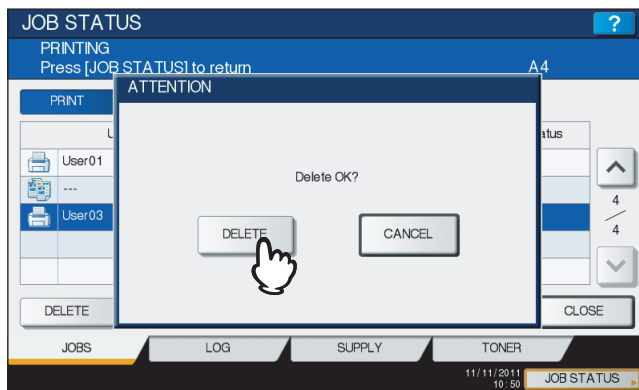 JOB STATUS
?
PRINTING
Press [JOB STATUS] to return A4
ATTENTION
PRINT
atus
User01
---
User03
Delete OK?
DELETE CANCEL
4
4
DELETE CLOSE
JOBS LOG SUPPLY TONER
11/11/2011
10:50
JOB STATUS